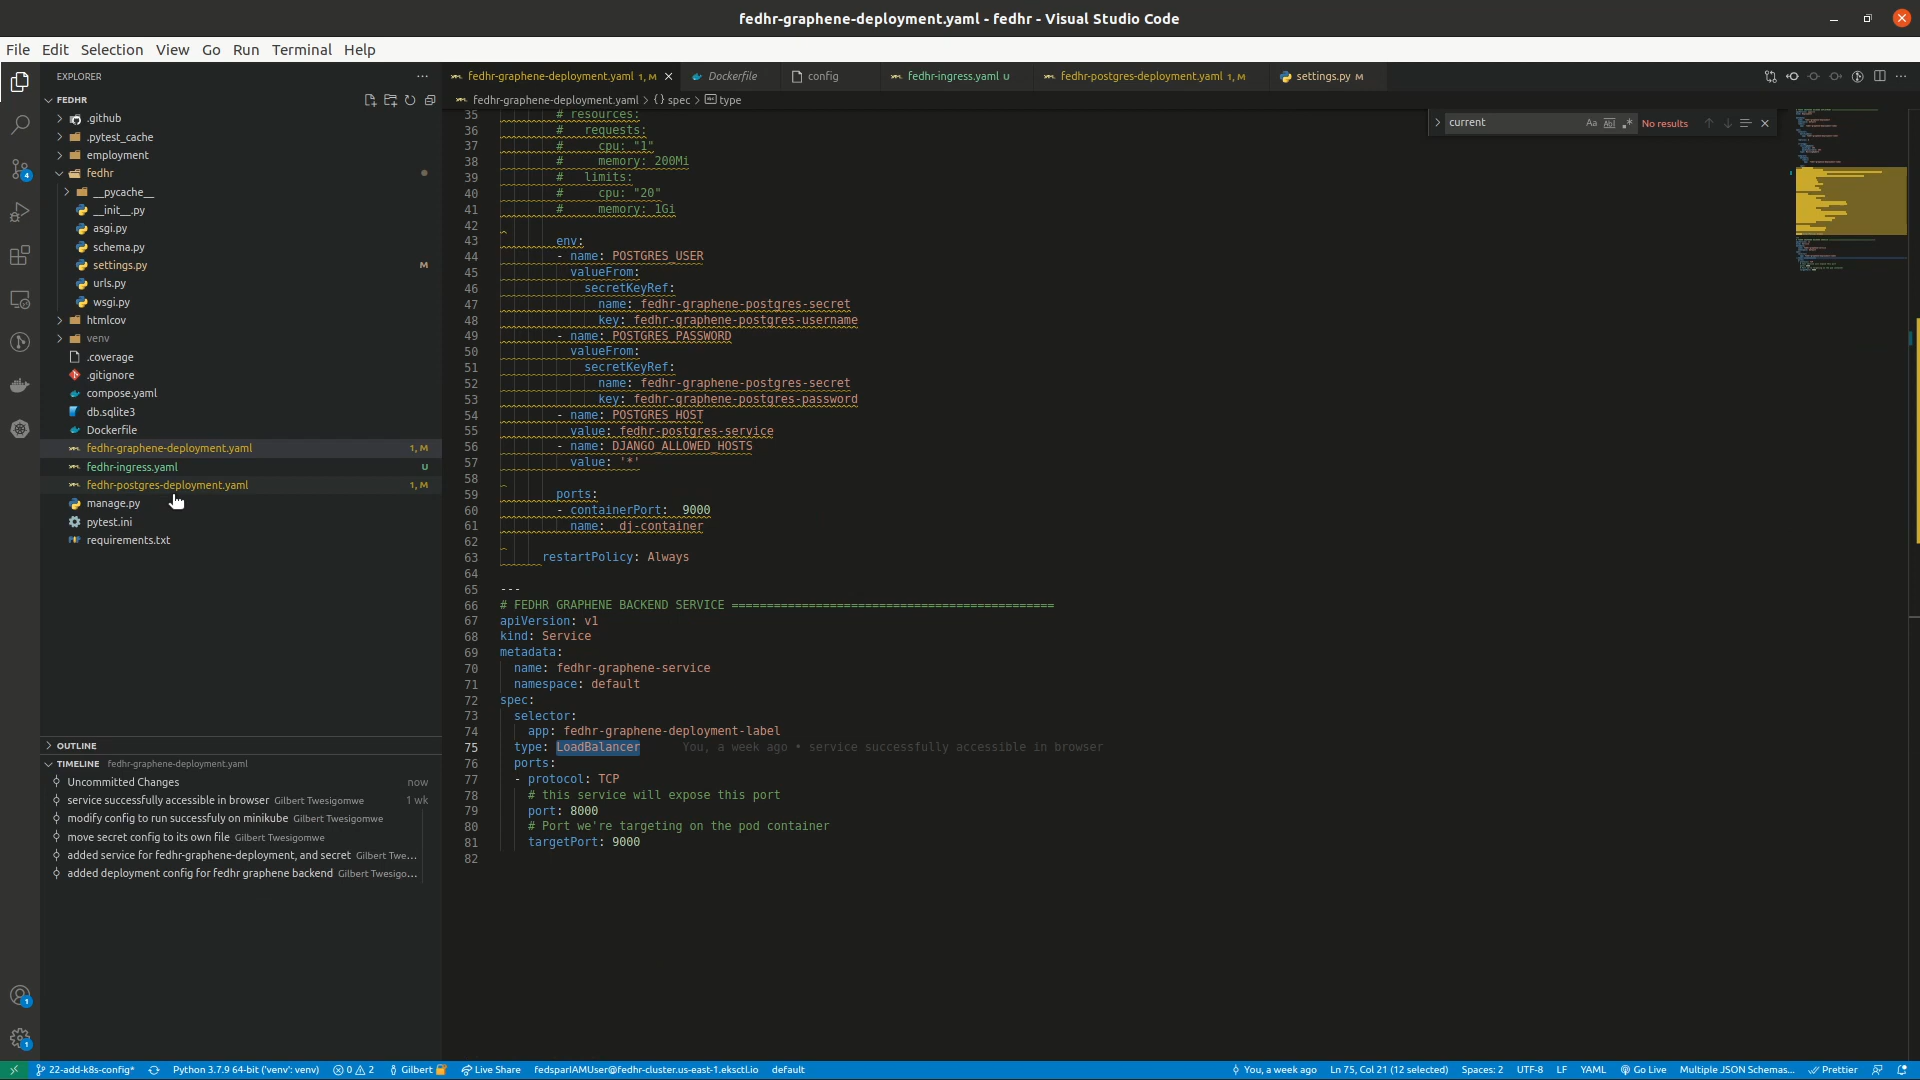 fedhr-graphene-deployment.yaml - fedhr - Visual Studio Code
File Edit Selection View Go Run Terminal Help
EXPLORER
FEDHR
.github
.pytest_cache
employment
fedhr
__pycache__
__init__.py
asgi.py
schema.py
settings.py M
urls.py
wsgi.py
htmlcov
venv
.coverage
.gitignore
compose.yaml
db.sqlite3
Dockerfile
fedhr-graphene-deployment.yaml 1, M
fedhr-ingress.yaml U
fedhr-postgres-deployment.yaml 1, M
manage.py
pytest.ini
requirements.txt
OUTLINE
TIMELINE fedhr-graphene-deployment.yaml
Uncommitted Changes now
service successfully accessible in browser Gilbert Twesigomwe 1 wk
modify config to run successfuly on minikube Gilbert Twesigomwe
move secret config to its own file Gilbert Twesigomwe
added service for fedhr-graphene-deployment, and secret Gilbert Twe...
added deployment config for fedhr graphene backend Gilbert Twesigo...
fedhr-graphene-deployment.yaml 1, M Dockerfile config fedhr-ingress.yaml U fedhr-postgres-deployment.yaml 1, M settings.py M
fedhr-graphene-deployment.yaml > {} spec > type
current Aa Abl .* No results
35 # resources:
36 # requests:
37 # cpu: "1"
38 # memory: 200Mi
39 # limits:
40 # cpu: "20"
41 # memory: 1Gi
42
43 env:
44 - name: POSTGRES_USER
45 valueFrom:
46 secretKeyRef:
47 name: fedhr-graphene-postgres-secret
48 key: fedhr-graphene-postgres-username
49 - name: POSTGRES_PASSWORD
50 valueFrom:
51 secretKeyRef:
52 name: fedhr-graphene-postgres-secret
53 key: fedhr-graphene-postgres-password
54 - name: POSTGRES_HOST
55 value: fedhr-postgres-service
56 - name: DJANGO_ALLOWED_HOSTS
57 value: '*'
58
59 ports:
60 - containerPort: 9000
61 name: dj-container
62
63 restartPolicy: Always
64
65 ---
66 # FEDHR GRAPHENE BACKEND SERVICE ==============================================
67 apiVersion: v1
68 kind: Service
69 metadata:
70 name: fedhr-graphene-service
71 namespace: default
72 spec:
73 selector:
74 app: fedhr-graphene-deployment-label
75 type: LoadBalancer You, a week ago • service successfully accessible in browser
76 ports:
77 - protocol: TCP
78 # this service will expose this port
79 port: 8000
80 # Port we're targeting on the pod container
81 targetPort: 9000
82
4
1
1
22-add-k8s-config* Python 3.7.9 64-bit ('venv': venv) 0 2 Gilbert Live Share fedsparIAMUser@fedhr-cluster.us-east-1.eksctl.io default You, a week ago Ln 75, Col 21 (12 selected) Spaces: 2 UTF-8 LF YAML Go Live Multiple JSON Schemas... Prettier